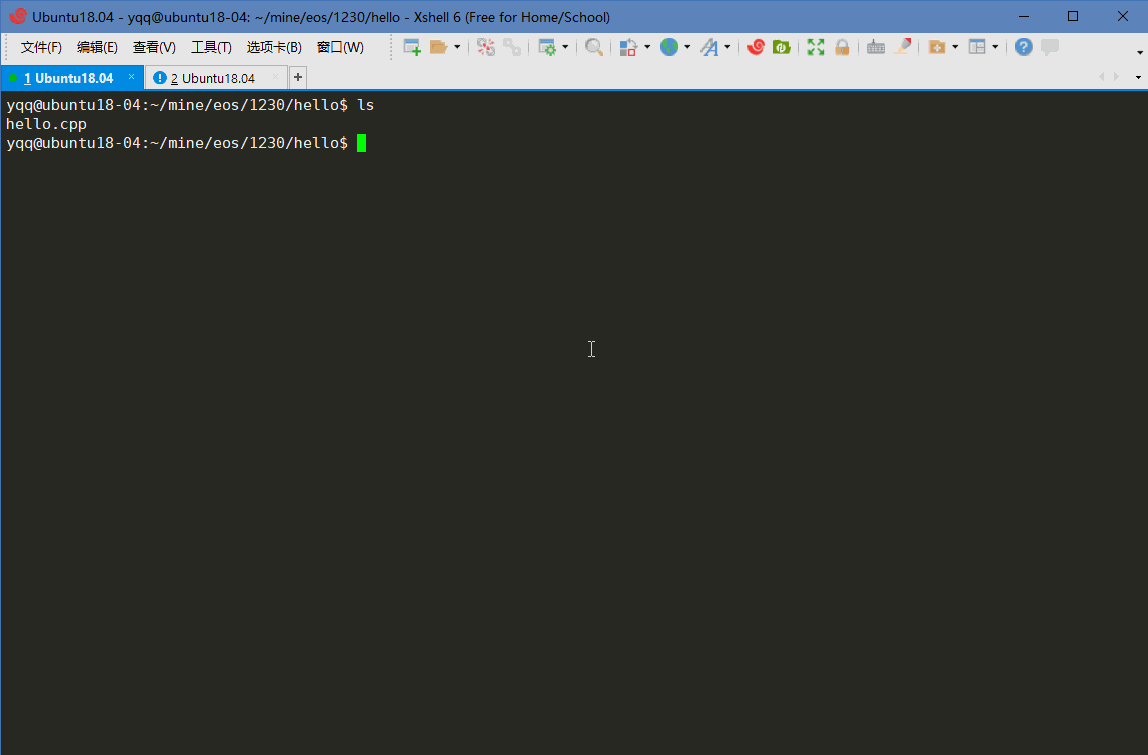 Ubuntu18.04 - yqq@ubuntu18-04: ~/mine/eos/1230/hello - Xshell 6 (Free for Home/School)
文件(F) 编辑(E) 查看(V) 工具(T) 选项卡(B) 窗口(W)
1 Ubuntu18.04 × 2 Ubuntu18.04 × +
yqq@ubuntu18-04:~/mine/eos/1230/hello$ ls
hello.cpp
yqq@ubuntu18-04:~/mine/eos/1230/hello$